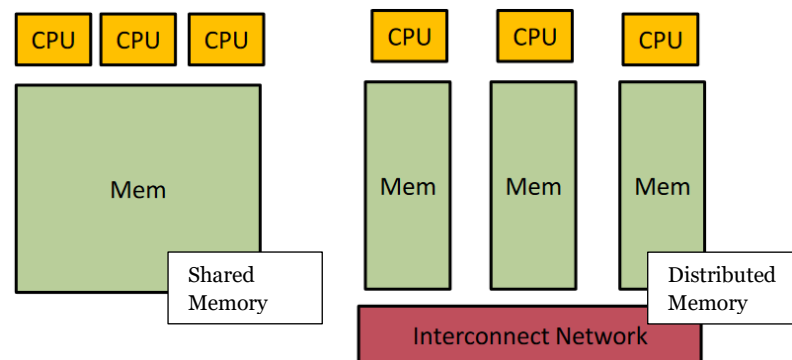 CPU CPU CPU
CPU CPU CPU
Mem
Mem Mem Mem
Shared
Memory
Distributed
Memory
Interconnect Network